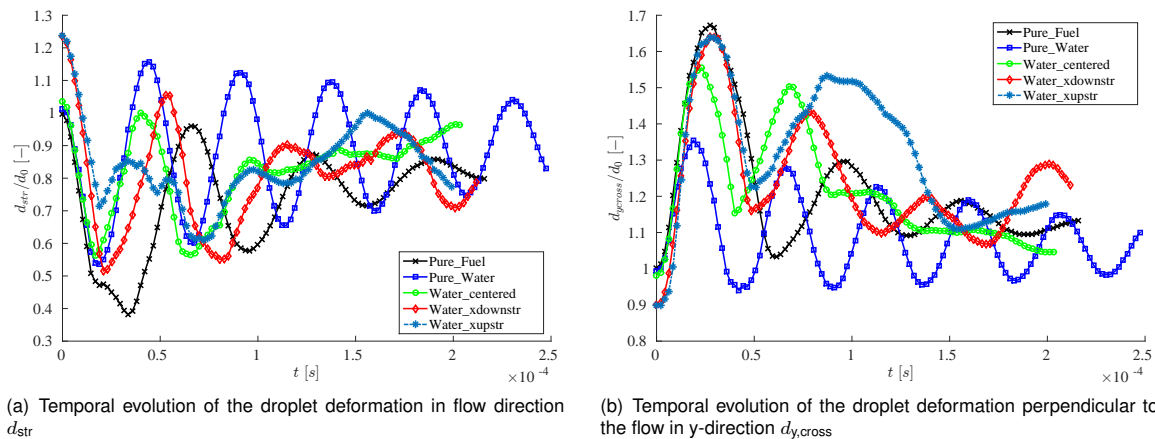 1.3
1.2
1.1
1
0.9
0.8
0.7
0.6
0.5
0.4
0.3
d_str/d_0 [−]
0
0.5
1
1.5
2
2.5
t [s]
×10^−4
Pure_Fuel
Pure_Water
Water_centered
Water_xdownstr
Water_xupstr
(a) Temporal evolution of the droplet deformation in flow direction
d_str
1.7
1.6
1.5
1.4
1.3
1.2
1.1
1
0.9
0.8
d_ycross/d_0 [−]
0
0.5
1
1.5
2
2.5
t [s]
×10^−4
Pure_Fuel
Pure_Water
Water_centered
Water_xdownstr
Water_xupstr
(b) Temporal evolution of the droplet deformation perpendicular to
the flow in y-direction d_y,cross